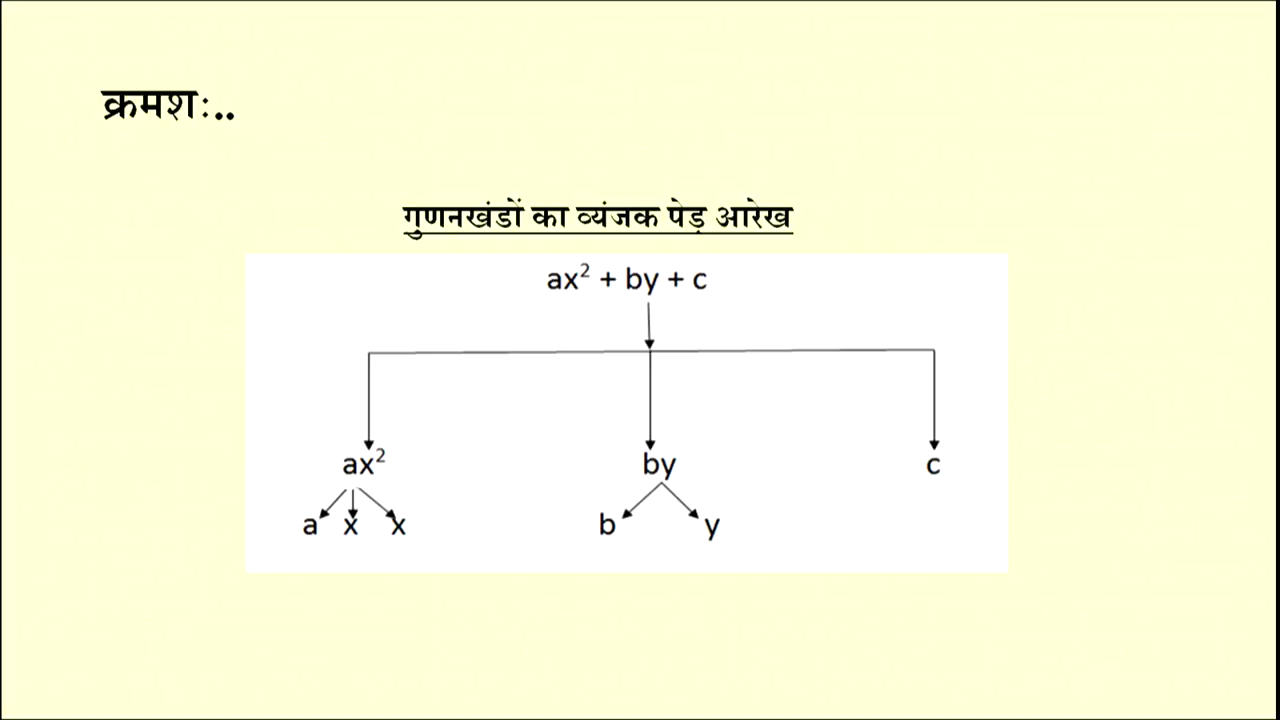 क्रमशः..
गुणनखंडों का व्यंजक पेड़ आरेख
ax² + by + c
ax² by c
a x x b y